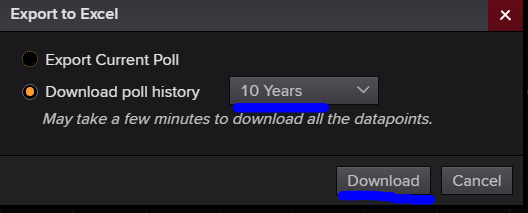 Export to Excel
Export Current Poll
Download poll history 10 Years
May take a few minutes to download all the datapoints.
Download Cancel